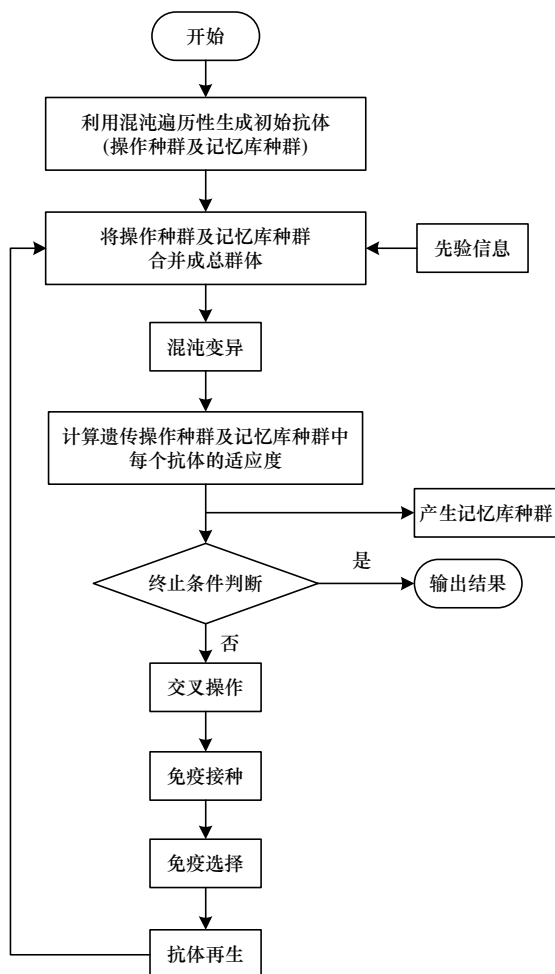 开始
利用混沌遍历性生成初始抗体
(操作种群及记忆库种群)
将操作种群及记忆库种群
合并成总群体
先验信息
混沌变异
计算遗传操作种群及记忆库种群中
每个抗体的适应度
产生记忆库种群
终止条件判断
是
输出结果
否
交叉操作
免疫接种
免疫选择
抗体再生